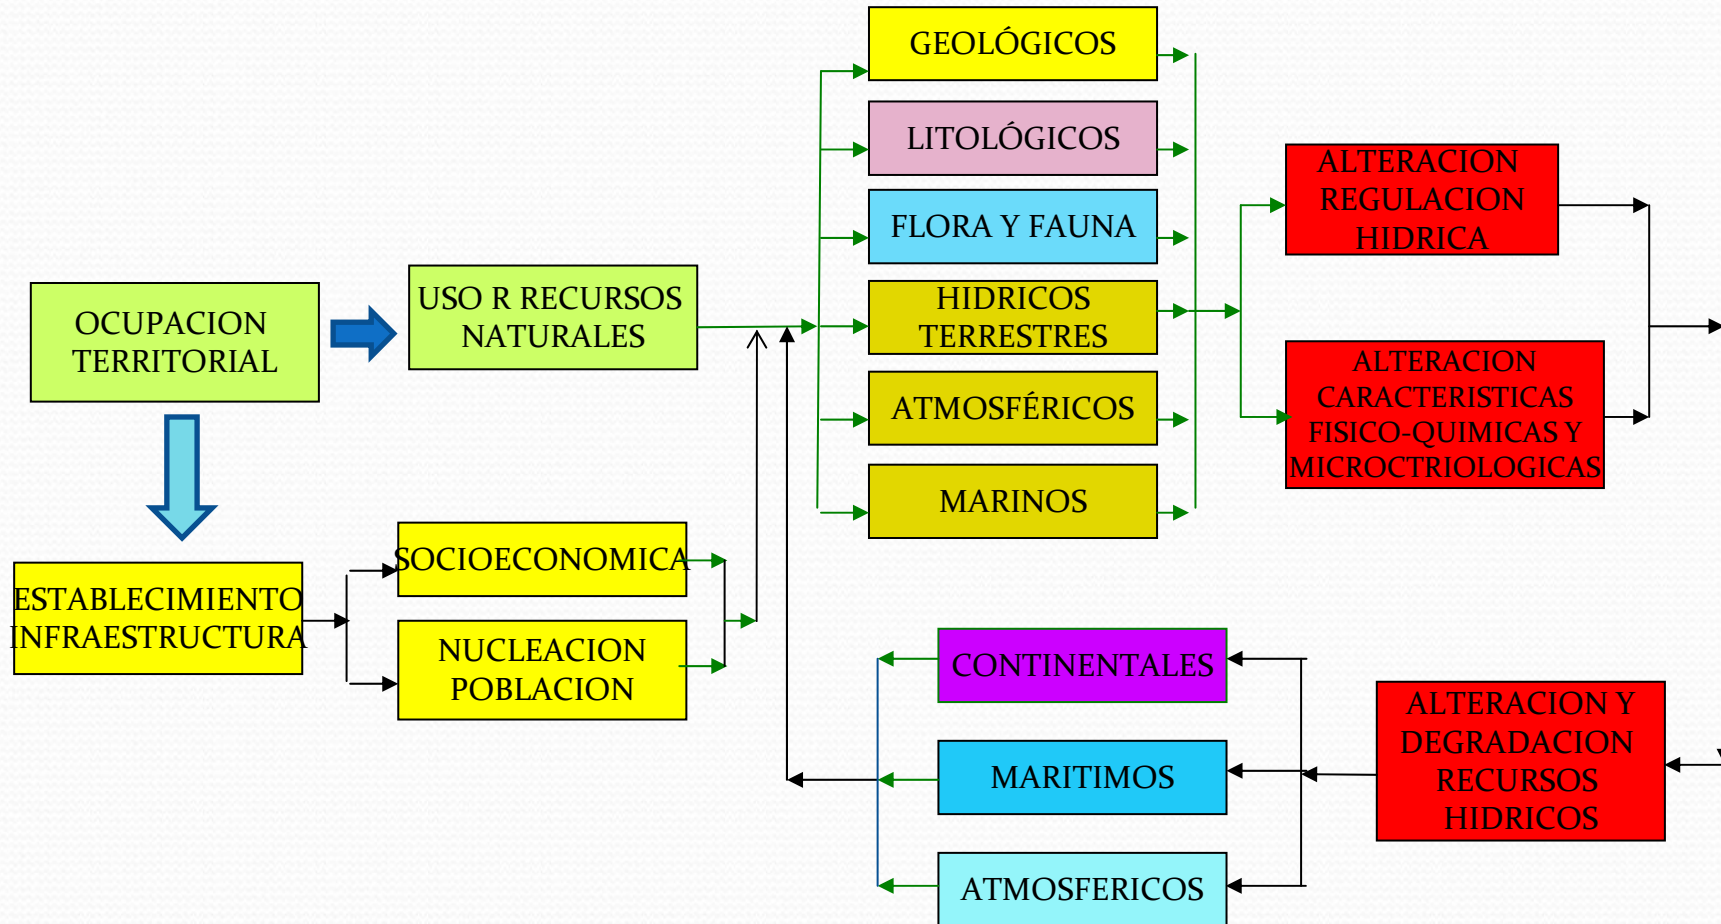 OCUPACION
TERRITORIAL
USO R RECURSOS
NATURALES
GEOLÓGICOS
LITOLÓGICOS
FLORA Y FAUNA
HIDRICOS
TERRESTRES
ATMOSFÉRICOS
MARINOS
ALTERACION
REGULACION
HIDRICA
ALTERACION
CARACTERISTICAS
FISICO-QUIMICAS Y
MICROCTRIOLOGICAS
ESTABLECIMIENTO
INFRAESTRUCTURA
SOCIOECONOMICA
NUCLEACION
POBLACION
CONTINENTALES
MARITIMOS
ATMOSFERICOS
ALTERACION Y
DEGRADACION
RECURSOS
HIDRICOS